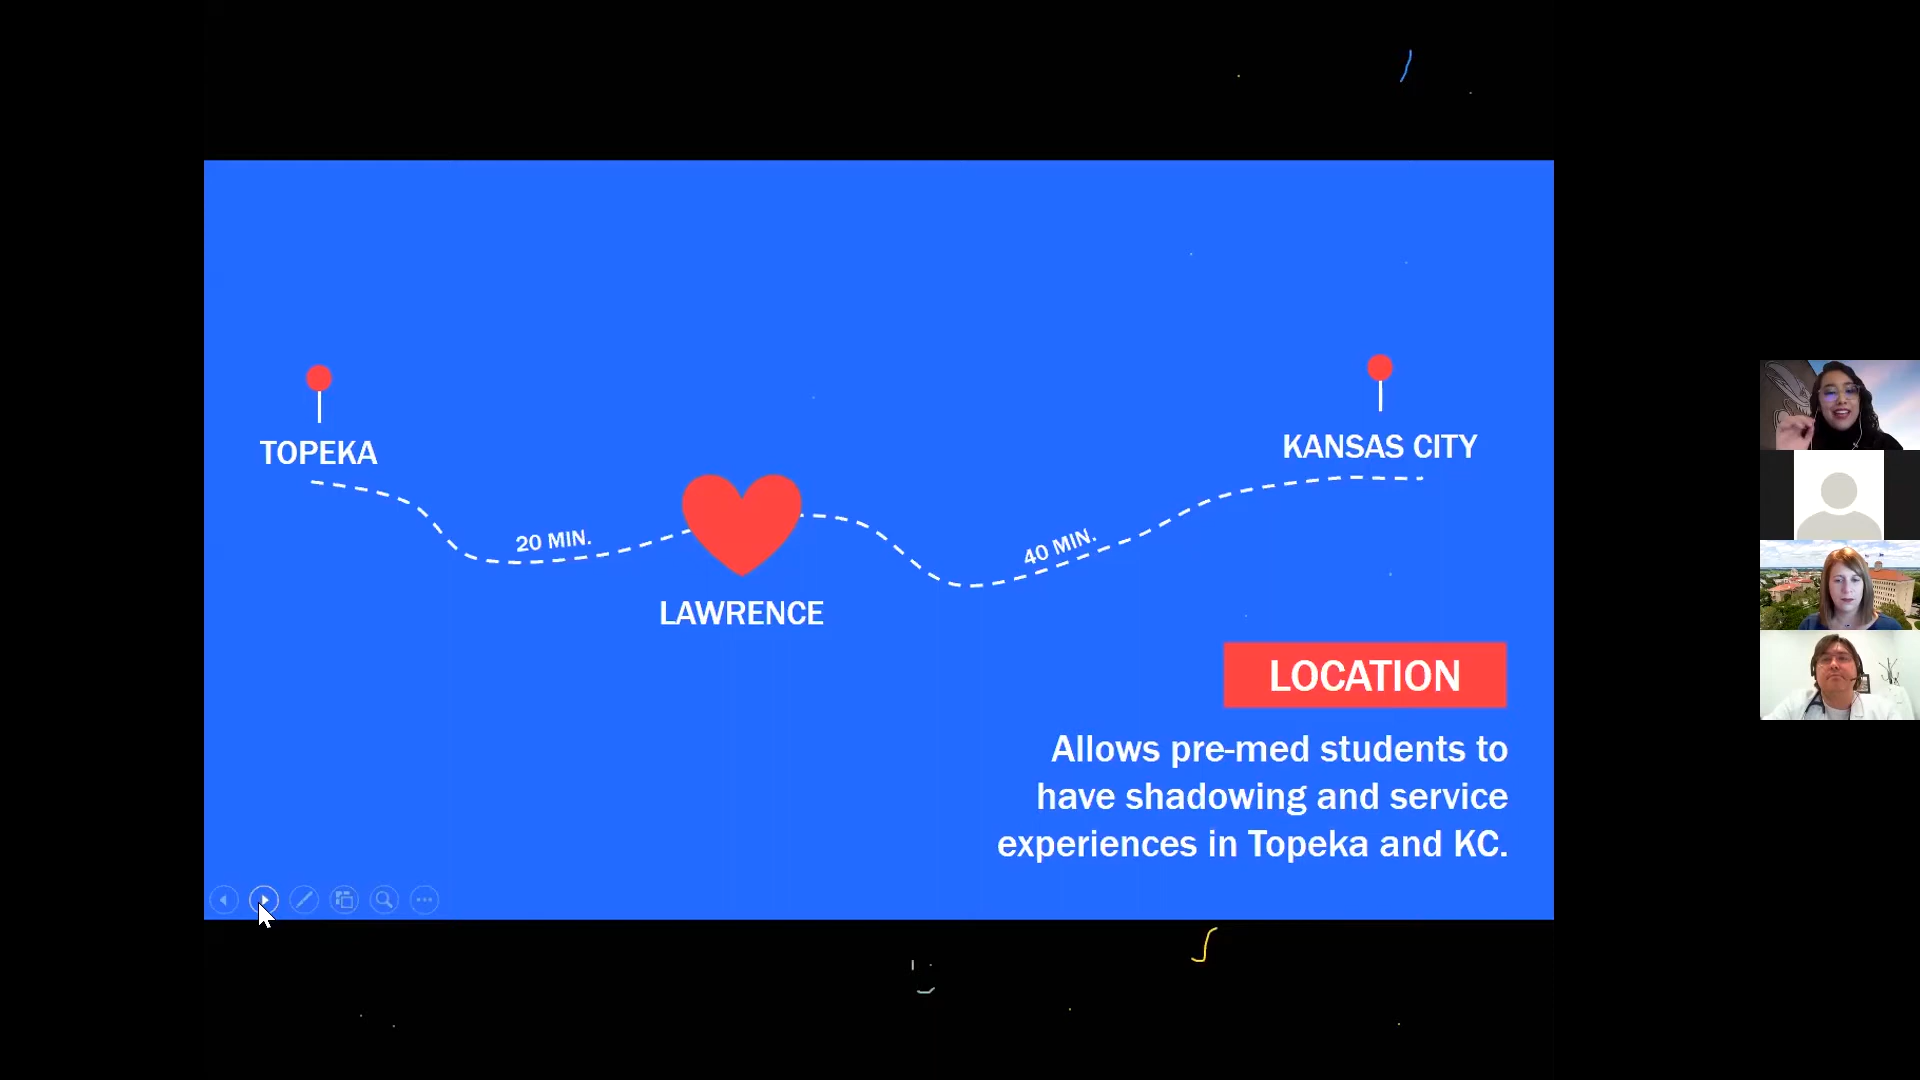 TOPEKA
KANSAS CITY
20 MIN.
40 MIN.
LAWRENCE
LOCATION
Allows pre-med students to
have shadowing and service
experiences in Topeka and KC.